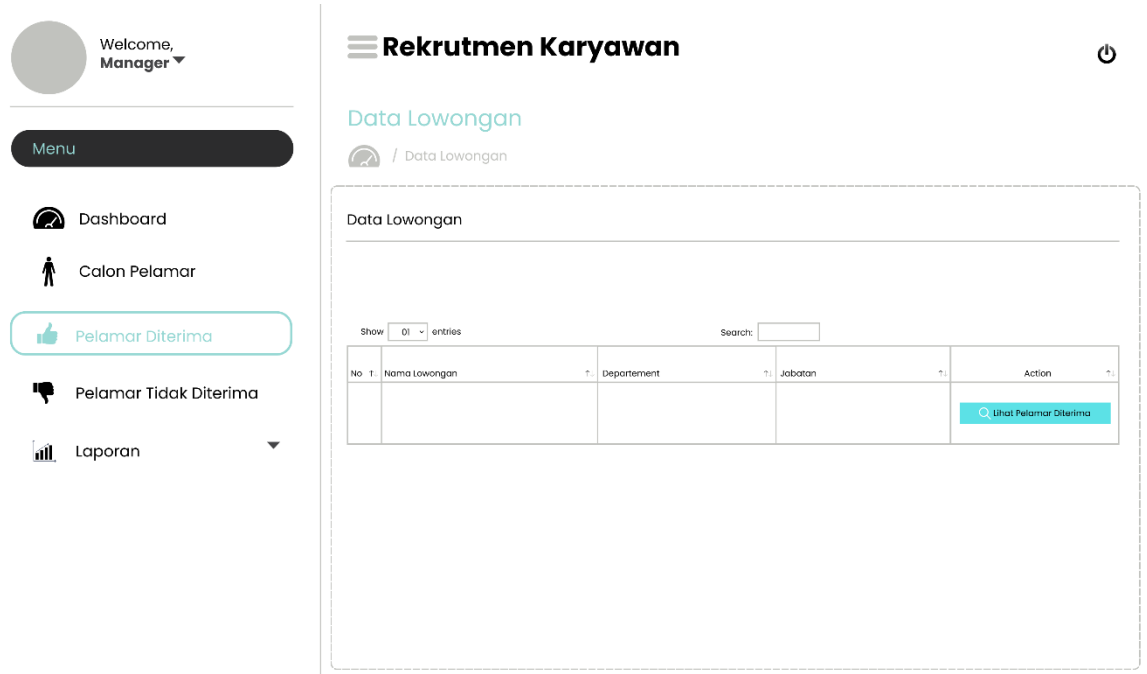 Welcome,
Manager
Rekrutmen Karyawan
Menu
Dashboard
Calon Pelamar
Pelamar Diterima
Pelamar Tidak Diterima
Laporan
Data Lowongan
/ Data Lowongan
Data Lowongan
Show 01 entries
Search:
No Nama Lowongan Departement Jabatan Action
Lihat Pelamar Diterima